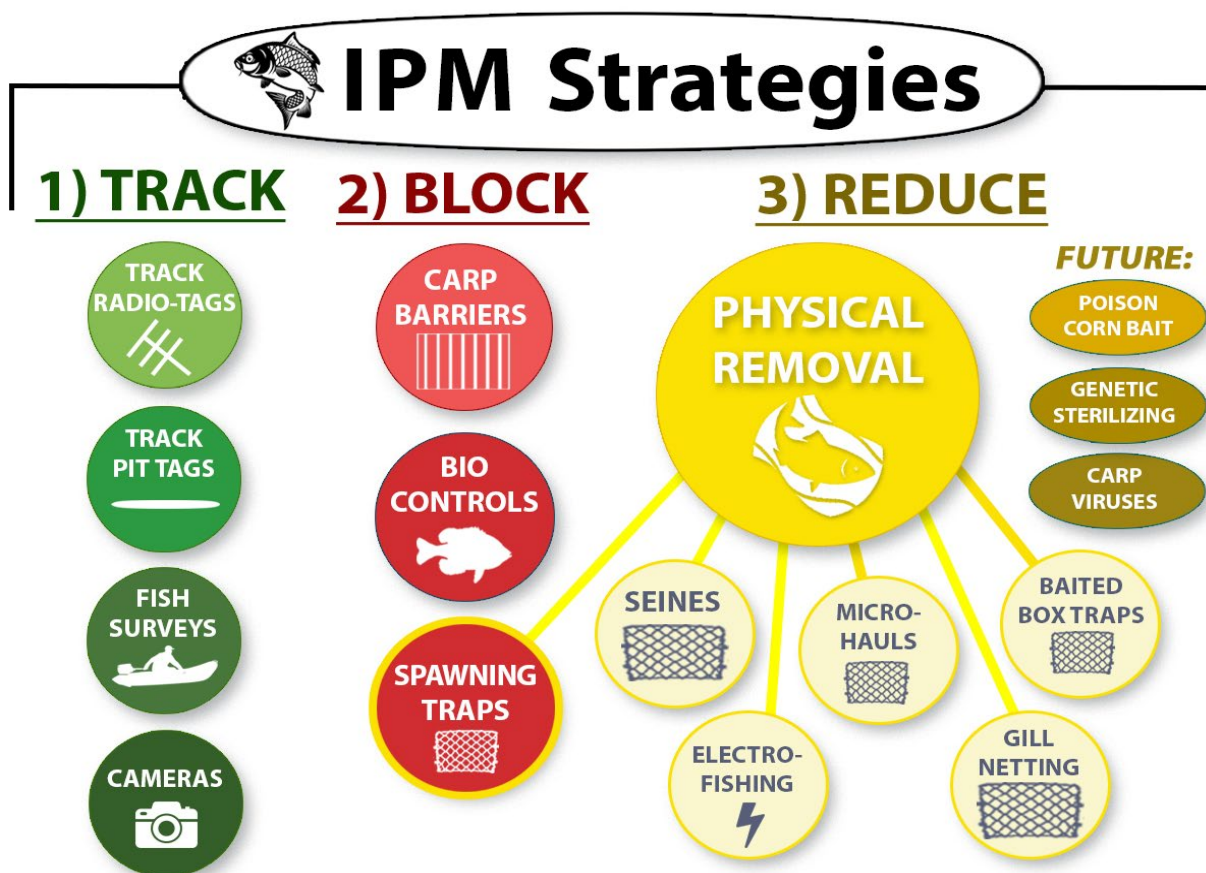 IPM Strategies
1) TRACK
TRACK
RADIO-TAGS
TRACK
PIT TAGS
FISH
SURVEYS
CAMERAS
2) BLOCK
CARP
BARRIERS
BIO
CONTROLS
SPAWNING
TRAPS
3) REDUCE
PHYSICAL
REMOVAL
SEINES
ELECTRO-
FISHING
MICRO-
HAULS
GILL
NETTING
BAITED
BOX TRAPS
FUTURE:
POISON
CORN BAIT
GENETIC
STERILIZING
CARP
VIRUSES